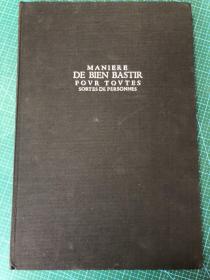 MANIERE
DE BIEN BASTIR
POVR TOVTES
SORTES DE PERSONNES